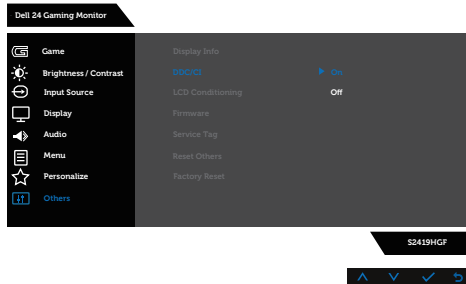 Dell 24 Gaming Monitor
Game
Display Info
Brightness / Contrast
DDC/CI
On
Input Source
LCD Conditioning
Off
Display
Firmware
Audio
Service Tag
Menu
Reset Others
Personalize
Factory Reset
Others
S2419HGF